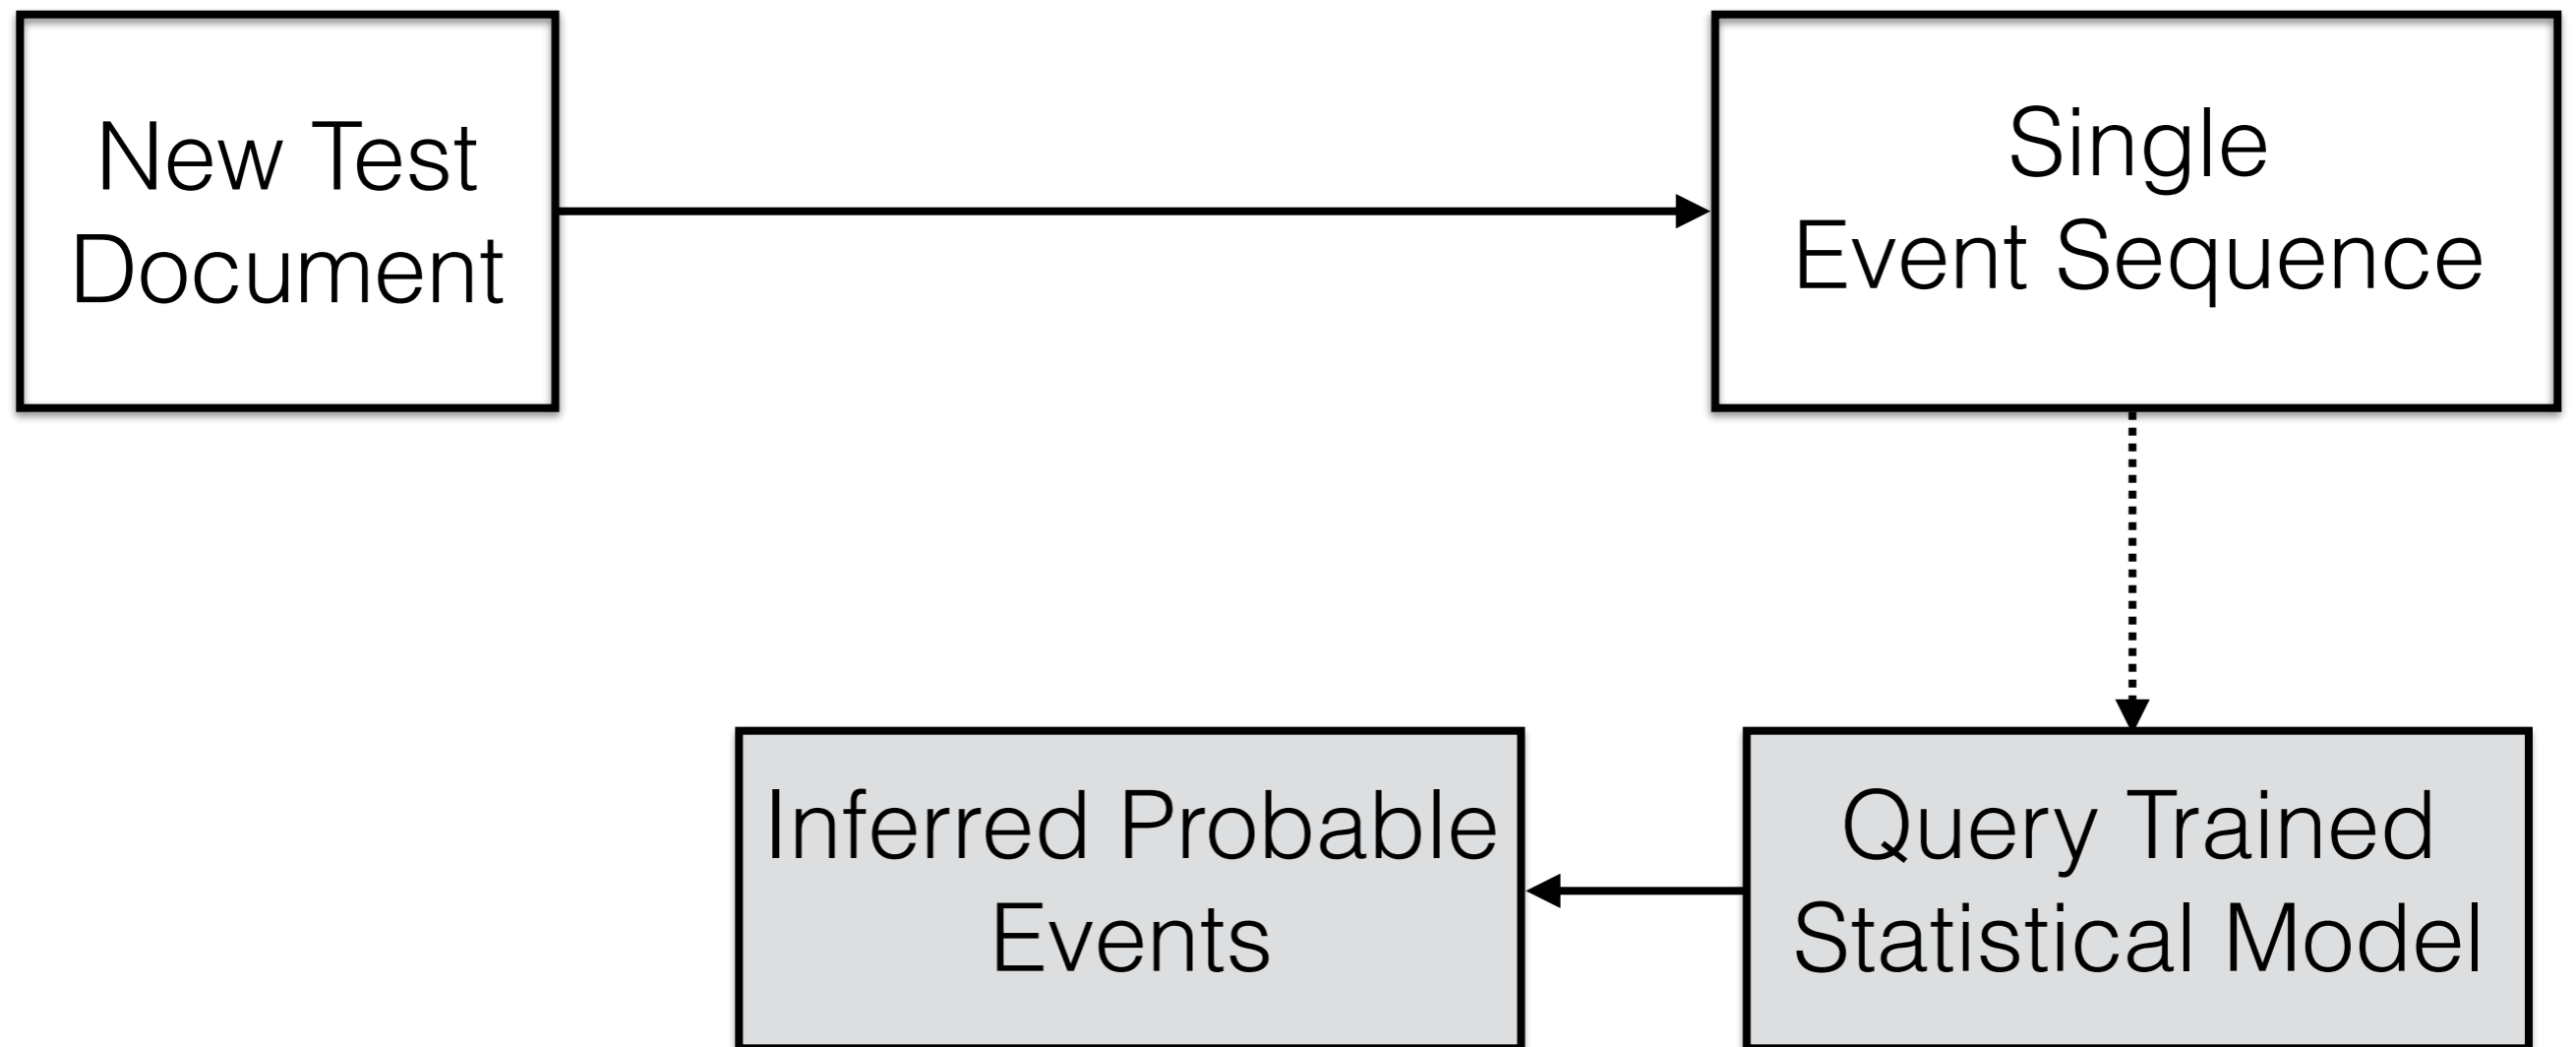 New Test
Document
Single
Event Sequence
Inferred Probable
Events
Query Trained
Statistical Model